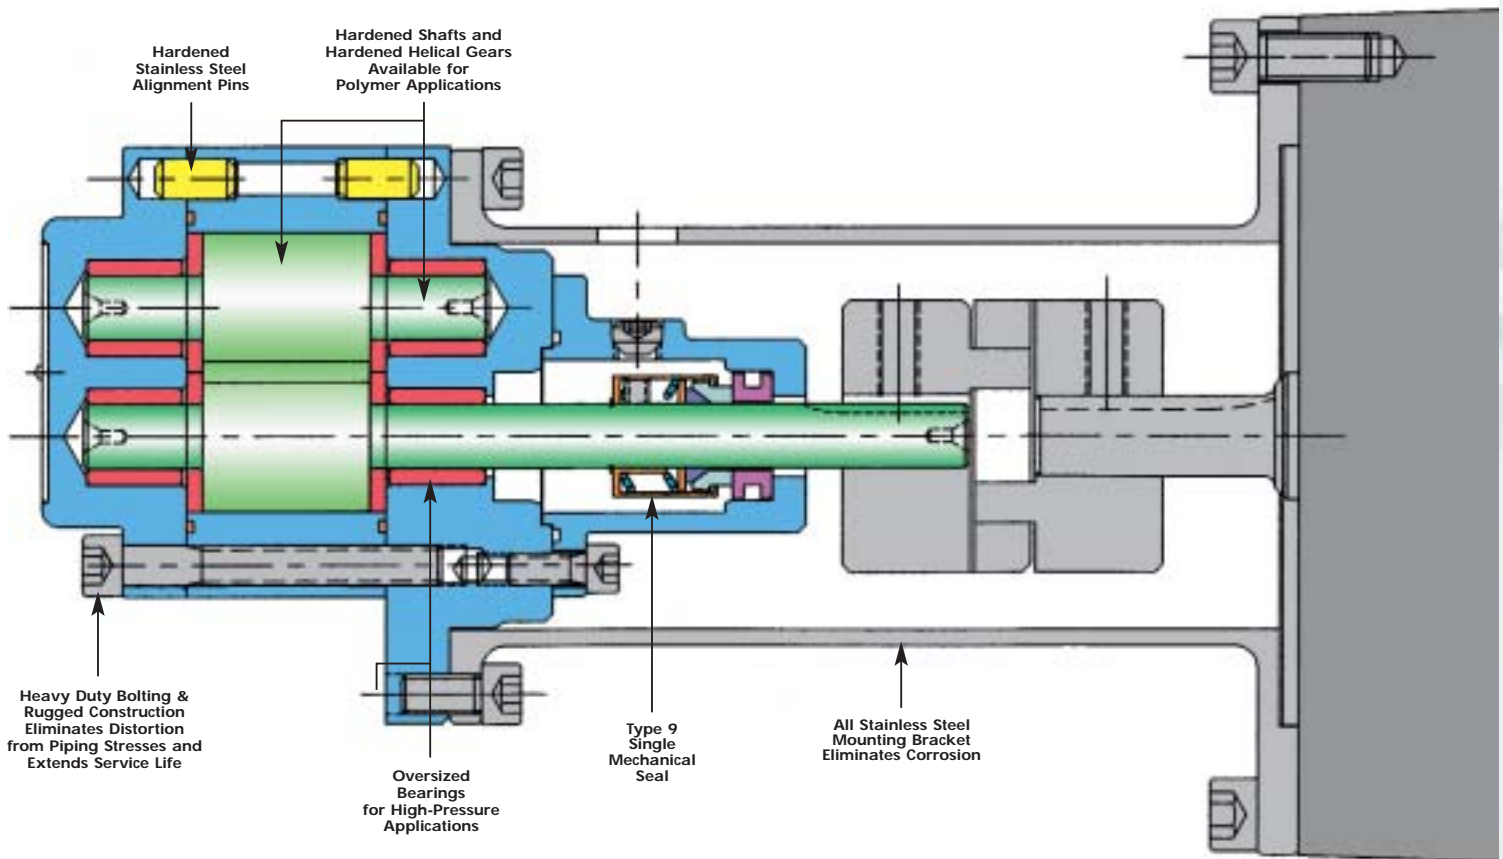 Hardened
Stainless Steel
Alignment Pins
Hardened Shafts and
Hardened Helical Gears
Available for
Polymer Applications
Heavy Duty Bolting &
Rugged Construction
Eliminates Distortion
from Piping Stresses and
Extends Service Life
Oversized
Bearings
for High-Pressure
Applications
Type 9
Single
Mechanical
Seal
All Stainless Steel
Mounting Bracket
Eliminates Corrosion